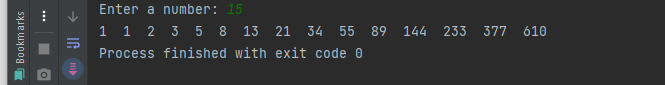 Bookmarks
Enter a number: 15
1  1  2  3  5  8  13  21  34  55  89  144  233  377  610
Process finished with exit code 0